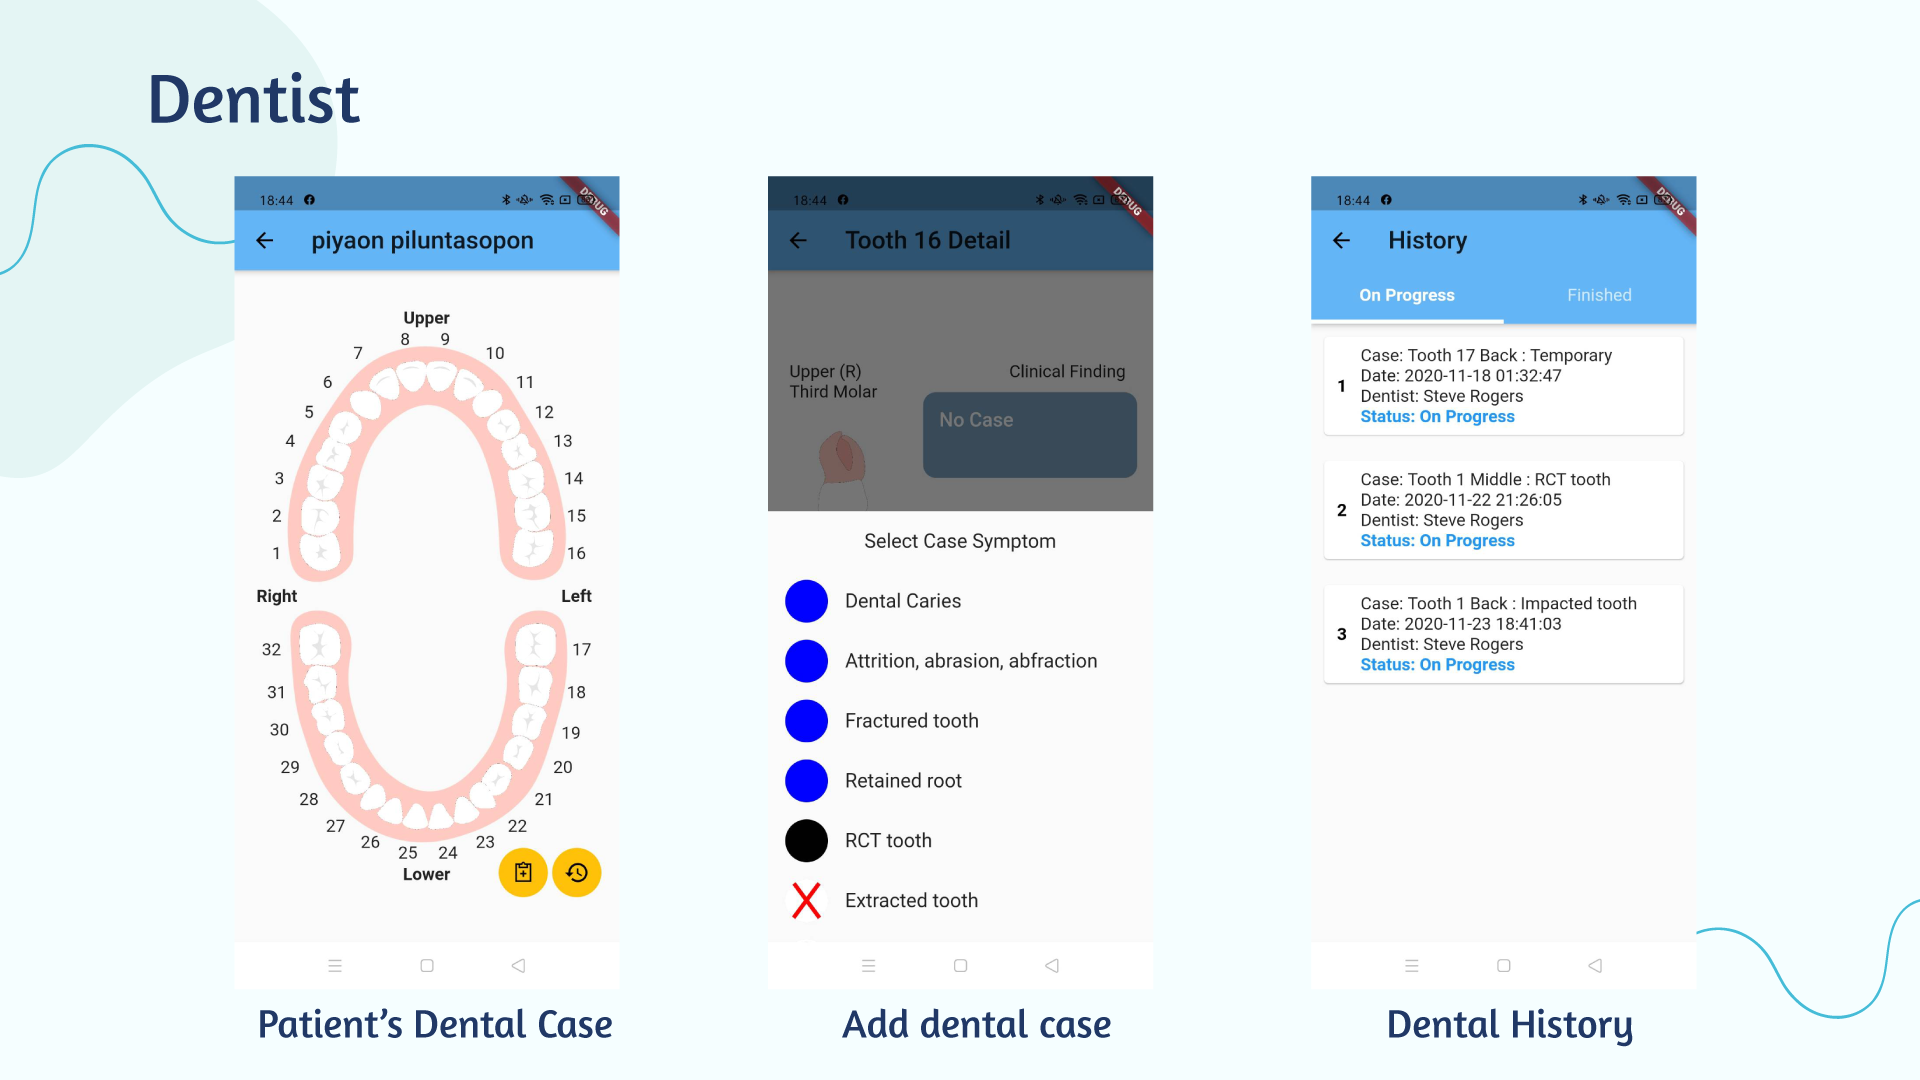 Dentist
18:44
DEBUG
piyaon piluntasopon
Upper
8 9
7 10
6 11
5 12
4 13
3 14
2 15
1 16
Right Left
32 17
31 18
30 19
29 20
28 21
27 22
26 23
25 24
Lower
Patient's Dental Case
18:44
DEBUG
Tooth 16 Detail
Upper (R)
Third Molar
Clinical Finding
No Case
Select Case Symptom
Dental Caries
Attrition, abrasion, abfraction
Fractured tooth
Retained root
RCT tooth
Extracted tooth
Add dental case
18:44
DEBUG
History
On Progress Finished
1
Case: Tooth 17 Back : Temporary
Date: 2020-11-18 01:32:47
Dentist: Steve Rogers
Status: On Progress
2
Case: Tooth 1 Middle : RCT tooth
Date: 2020-11-22 21:26:05
Dentist: Steve Rogers
Status: On Progress
3
Case: Tooth 1 Back : Impacted tooth
Date: 2020-11-23 18:41:03
Dentist: Steve Rogers
Status: On Progress
Dental History